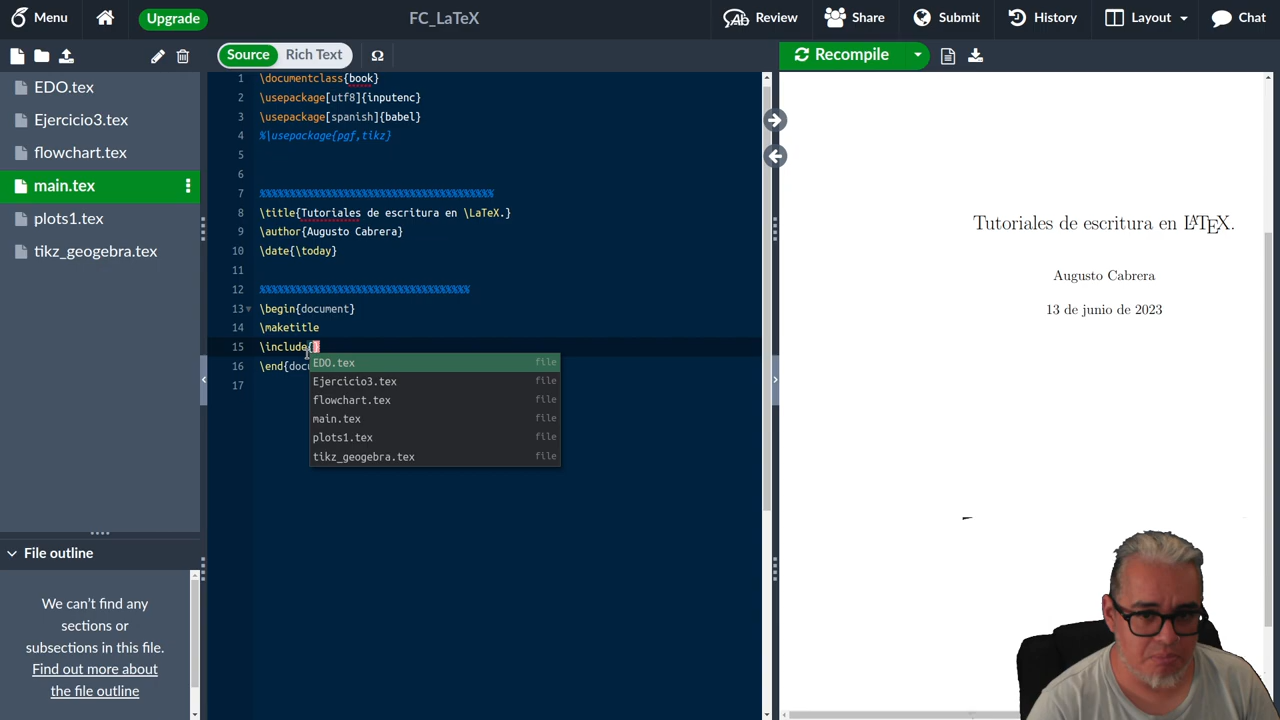 Menu
Upgrade
FC_LaTeX
Review
Share
Submit
History
Layout
Chat
Source
Rich Text
Ω
Recompile
EDO.tex
Ejercicio3.tex
flowchart.tex
main.tex
plots1.tex
tikz_geogebra.tex
File outline
We can't find any
sections or
subsections in this file.
Find out more about
the file outline
1 \documentclass{book}
2 \usepackage[utf8]{inputenc}
3 \usepackage[spanish]{babel}
4 %\usepackage{pgf,tikz}
5
6
7 %%%%%%%%%%%%%%%%%%%%%%%%%%%%%%%%%%%%%%%
8 \title{Tutoriales de escritura en \LaTeX.}
9 \author{Augusto Cabrera}
10 \date{\today}
11
12 %%%%%%%%%%%%%%%%%%%%%%%%%%%%%%%%%%%
13 \begin{document}
14 \maketitle
15 \include{}
16 \end{docu
17
EDO.tex file
Ejercicio3.tex file
flowchart.tex file
main.tex file
plots1.tex file
tikz_geogebra.tex file
Tutoriales de escritura en LATEX.
Augusto Cabrera
13 de junio de 2023